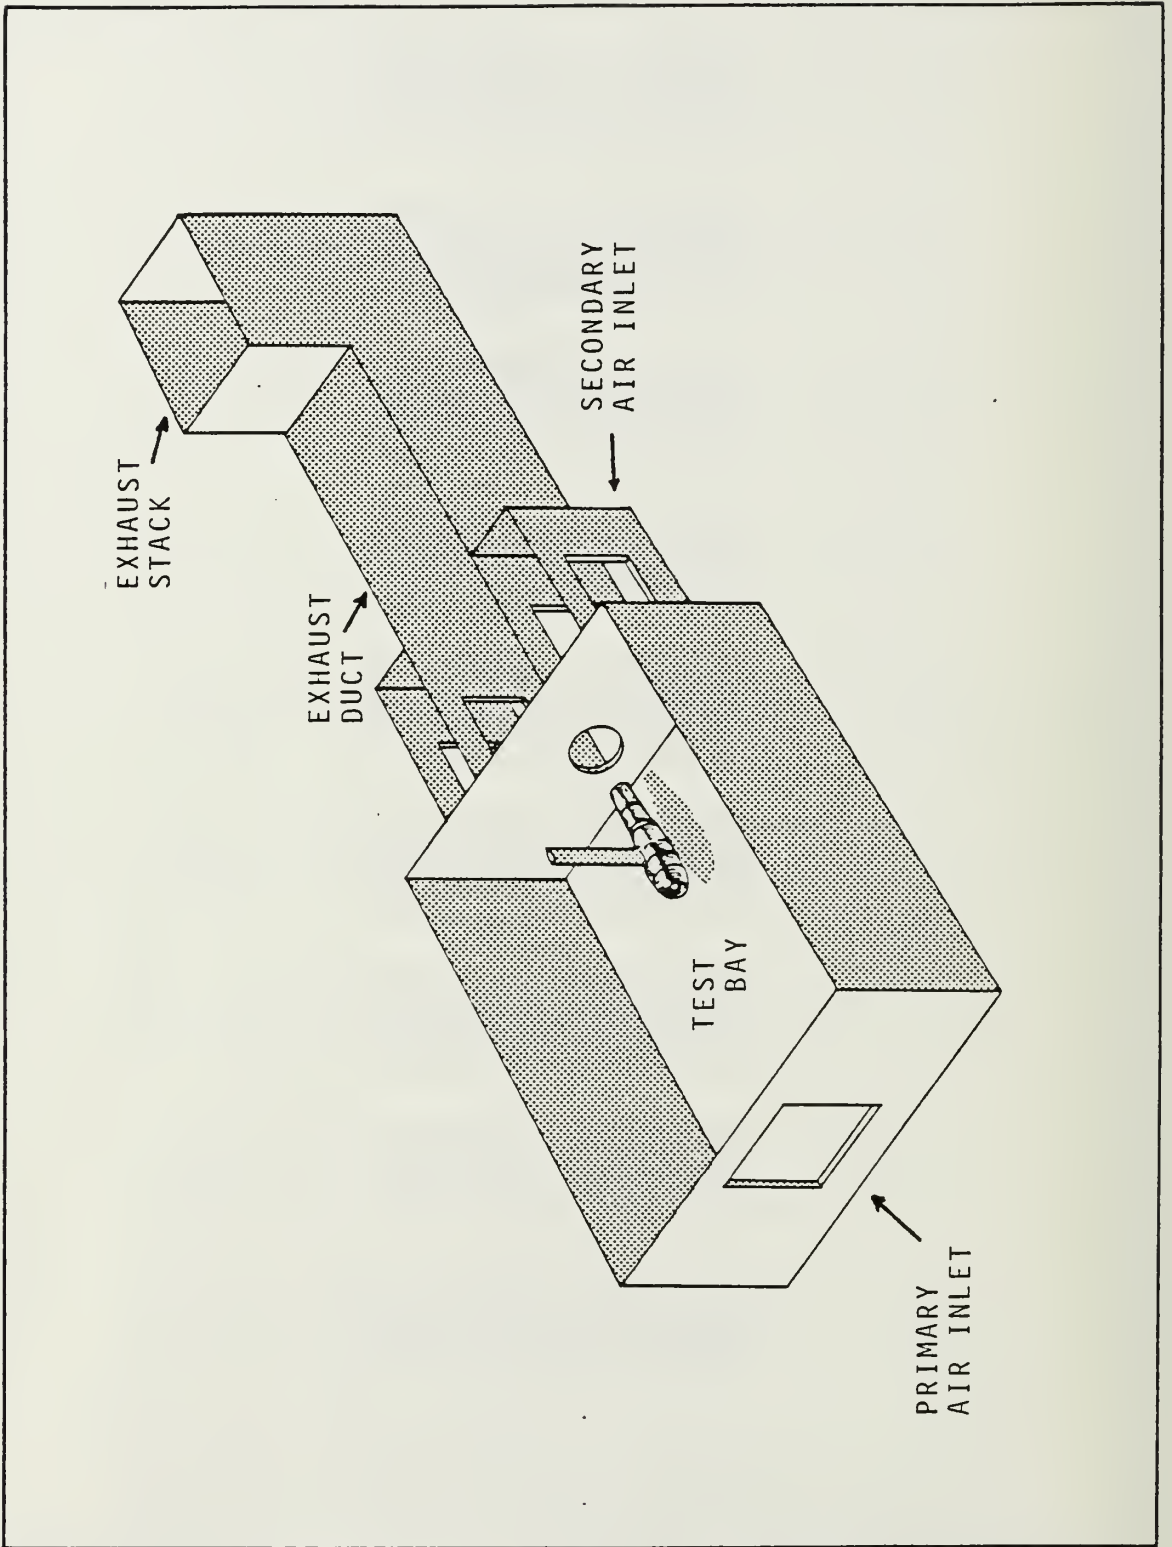 EXHAUST
STACK
EXHAUST
DUCT
SECONDARY
AIR INLET
TEST
BAY
PRIMARY
AIR INLET